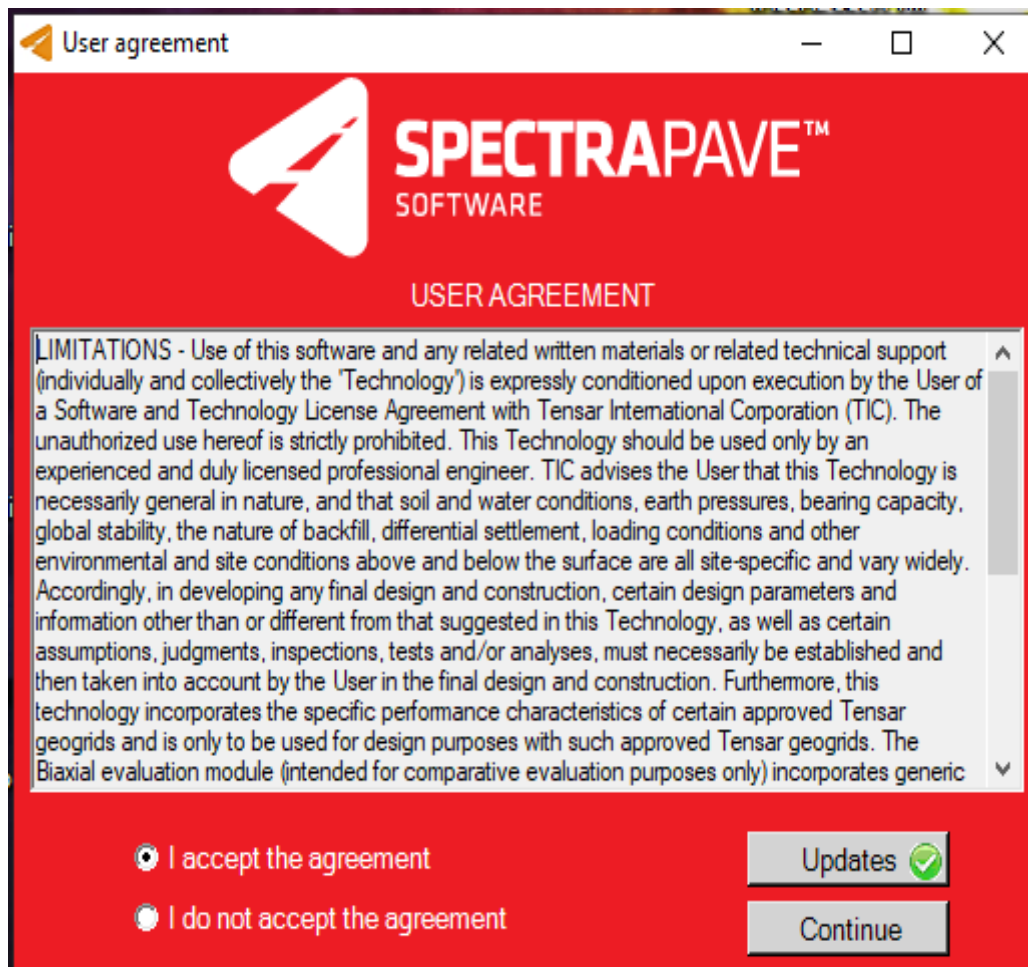 User agreement
SPECTRAPAVE™
SOFTWARE
USER AGREEMENT
LIMITATIONS - Use of this software and any related written materials or related technical support
(individually and collectively the "Technology") is expressly conditioned upon execution by the User of
a Software and Technology License Agreement with Tensar International Corporation (TIC). The
unauthorized use hereof is strictly prohibited. This Technology should be used only by an
experienced and duly licensed professional engineer. TIC advises the User that this Technology is
necessarily general in nature, and that soil and water conditions, earth pressures, bearing capacity,
global stability, the nature of backfill, differential settlement, loading conditions and other
environmental and site conditions above and below the surface are all site-specific and vary widely.
Accordingly, in developing any final design and construction, certain design parameters and
information other than or different from that suggested in this Technology, as well as certain
assumptions, judgments, inspections, tests and/or analyses, must necessarily be established and
then taken into account by the User in the final design and construction. Furthermore, this
technology incorporates the specific performance characteristics of certain approved Tensar
geogrids and is only to be used for design purposes with such approved Tensar geogrids. The
Biaxial evaluation module (intended for comparative evaluation purposes only) incorporates generic
I accept the agreement
Updates
I do not accept the agreement
Continue